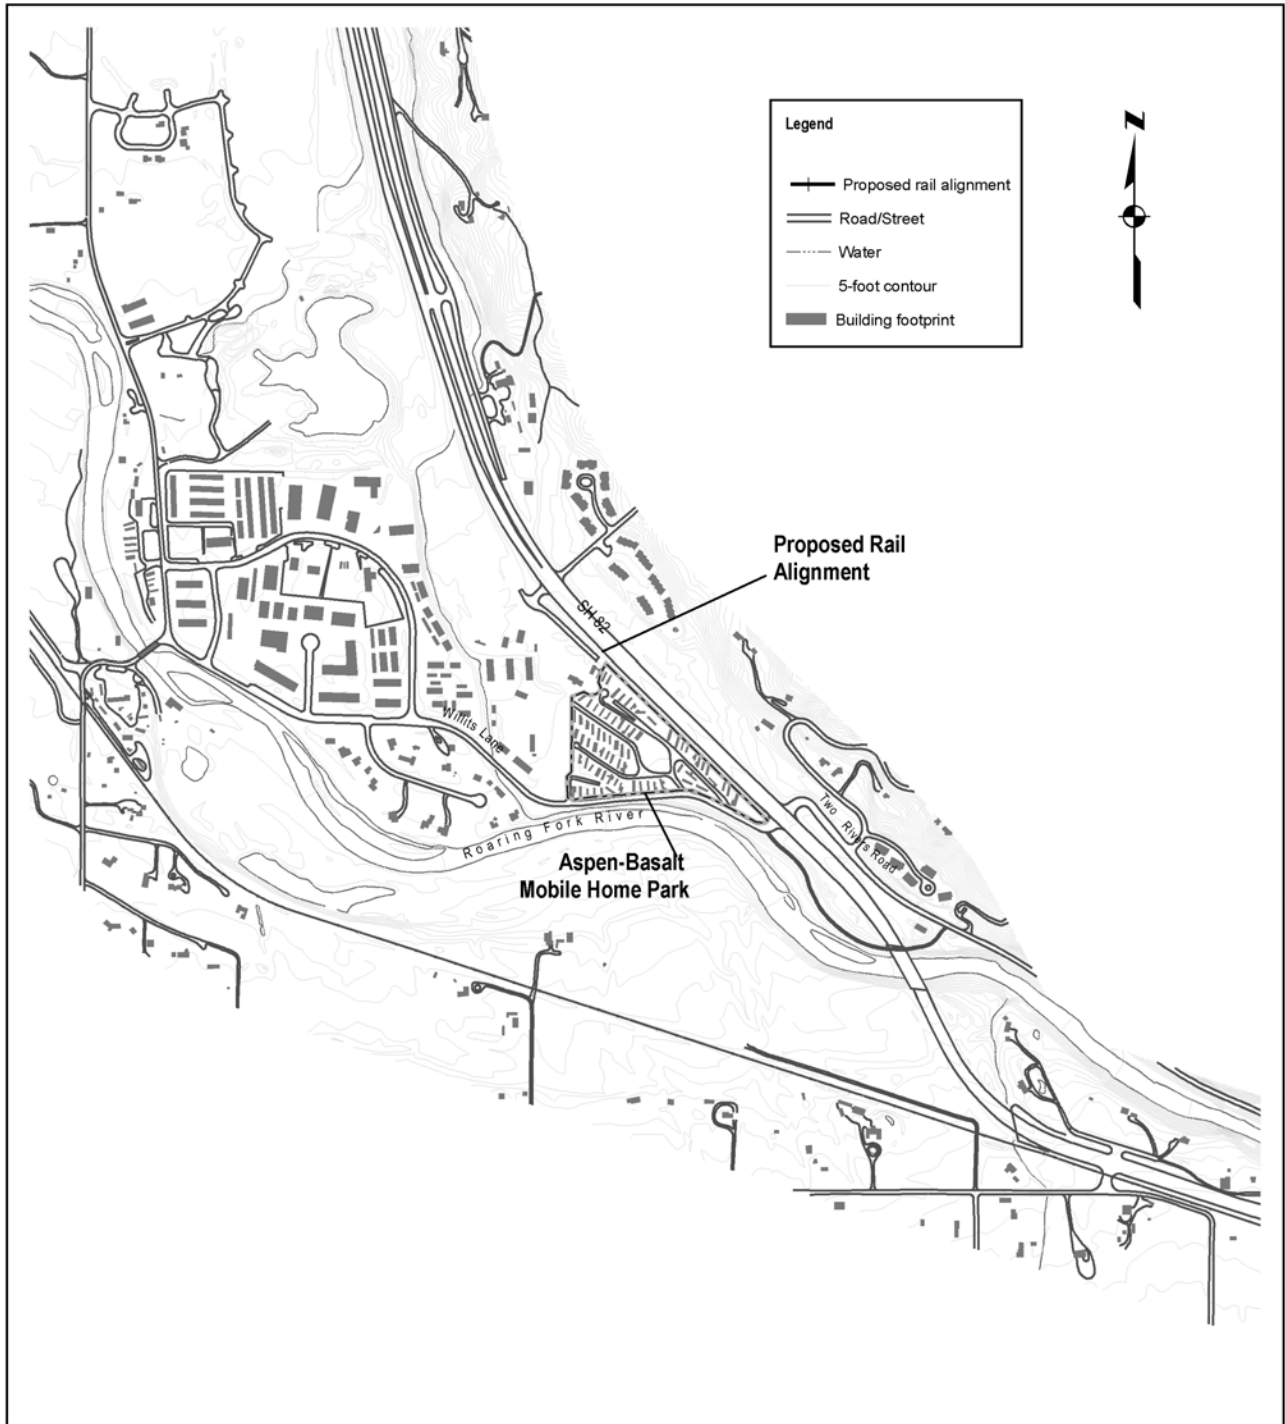 Legend
Proposed rail alignment
Road/Street
Water
5-foot contour
Building footprint
N
Proposed Rail
Alignment
SH 82
Willits Lane
Two Rivers Road
Roaring Fork River
Aspen-Basalt
Mobile Home Park